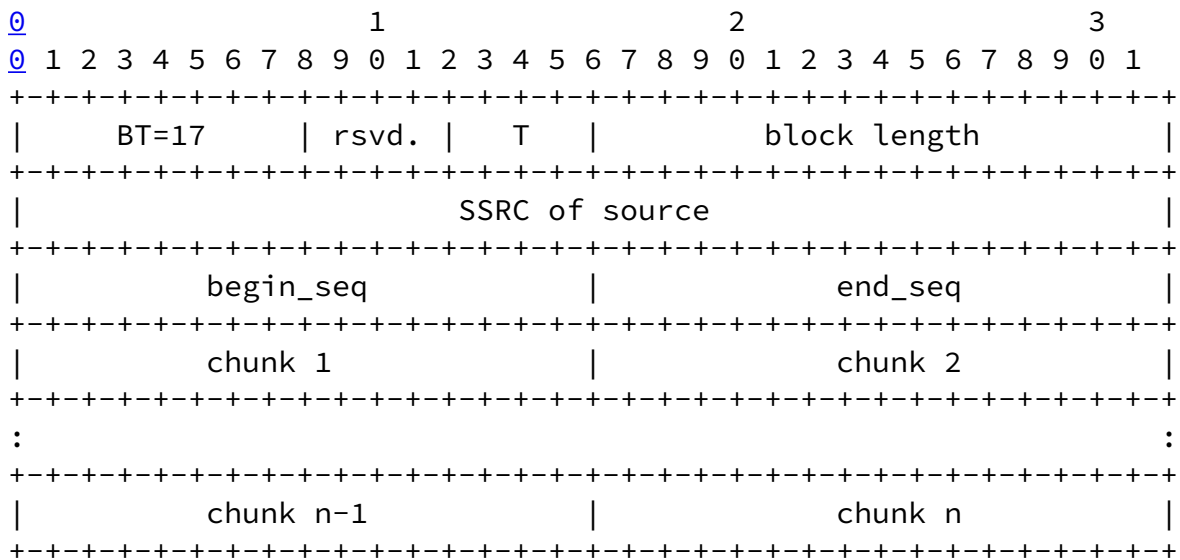 0                   1                   2                   3
0 1 2 3 4 5 6 7 8 9 0 1 2 3 4 5 6 7 8 9 0 1 2 3 4 5 6 7 8 9 0 1
+-+-+-+-+-+-+-+-+-+-+-+-+-+-+-+-+-+-+-+-+-+-+-+-+-+-+-+-+-+-+-+-+
|     BT=17     | rsvd. |   T   |         block length          |
+-+-+-+-+-+-+-+-+-+-+-+-+-+-+-+-+-+-+-+-+-+-+-+-+-+-+-+-+-+-+-+-+
|                        SSRC of source                         |
+-+-+-+-+-+-+-+-+-+-+-+-+-+-+-+-+-+-+-+-+-+-+-+-+-+-+-+-+-+-+-+-+
|          begin_seq            |             end_seq           |
+-+-+-+-+-+-+-+-+-+-+-+-+-+-+-+-+-+-+-+-+-+-+-+-+-+-+-+-+-+-+-+-+
|          chunk 1              |             chunk 2           |
+-+-+-+-+-+-+-+-+-+-+-+-+-+-+-+-+-+-+-+-+-+-+-+-+-+-+-+-+-+-+-+-+
:                                                               :
+-+-+-+-+-+-+-+-+-+-+-+-+-+-+-+-+-+-+-+-+-+-+-+-+-+-+-+-+-+-+-+-+
|          chunk n-1            |             chunk n           |
+-+-+-+-+-+-+-+-+-+-+-+-+-+-+-+-+-+-+-+-+-+-+-+-+-+-+-+-+-+-+-+-+